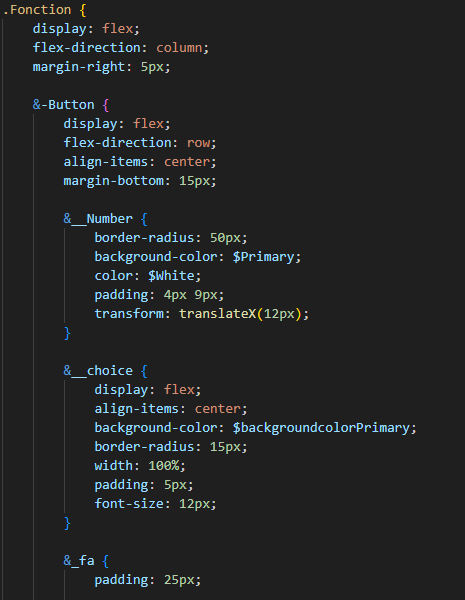 .Fonction {
display: flex;
flex-direction: column;
margin-right: 5px;
&-Button {
display: flex;
flex-direction: row;
align-items: center;
margin-bottom: 15px;
&__Number {
border-radius: 50px;
background-color: $Primary;
color: $White;
padding: 4px 9px;
transform: translateX(12px);
}
&__choice {
display: flex;
align-items: center;
background-color: $backgroundcolorPrimary;
border-radius: 15px;
width: 100%;
padding: 5px;
font-size: 12px;
}
&_fa {
padding: 25px;